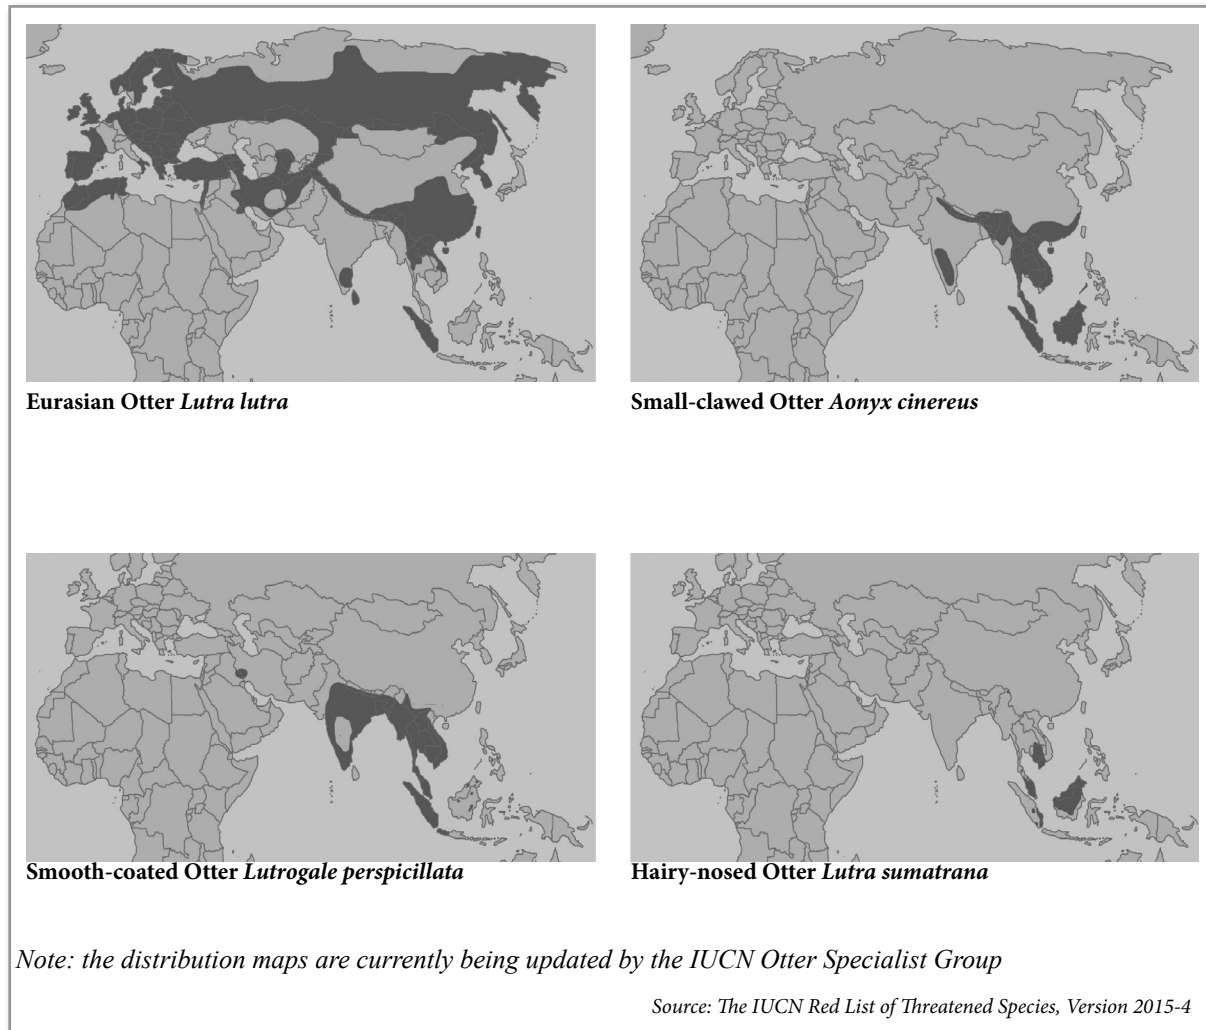 Eurasian Otter Lutra lutra
Small-clawed Otter Aonyx cinereus
Smooth-coated Otter Lutrogale perspicillata
Hairy-nosed Otter Lutra sumatrana
Note: the distribution maps are currently being updated by the IUCN Otter Specialist Group
Source: The IUCN Red List of Threatened Species, Version 2015-4